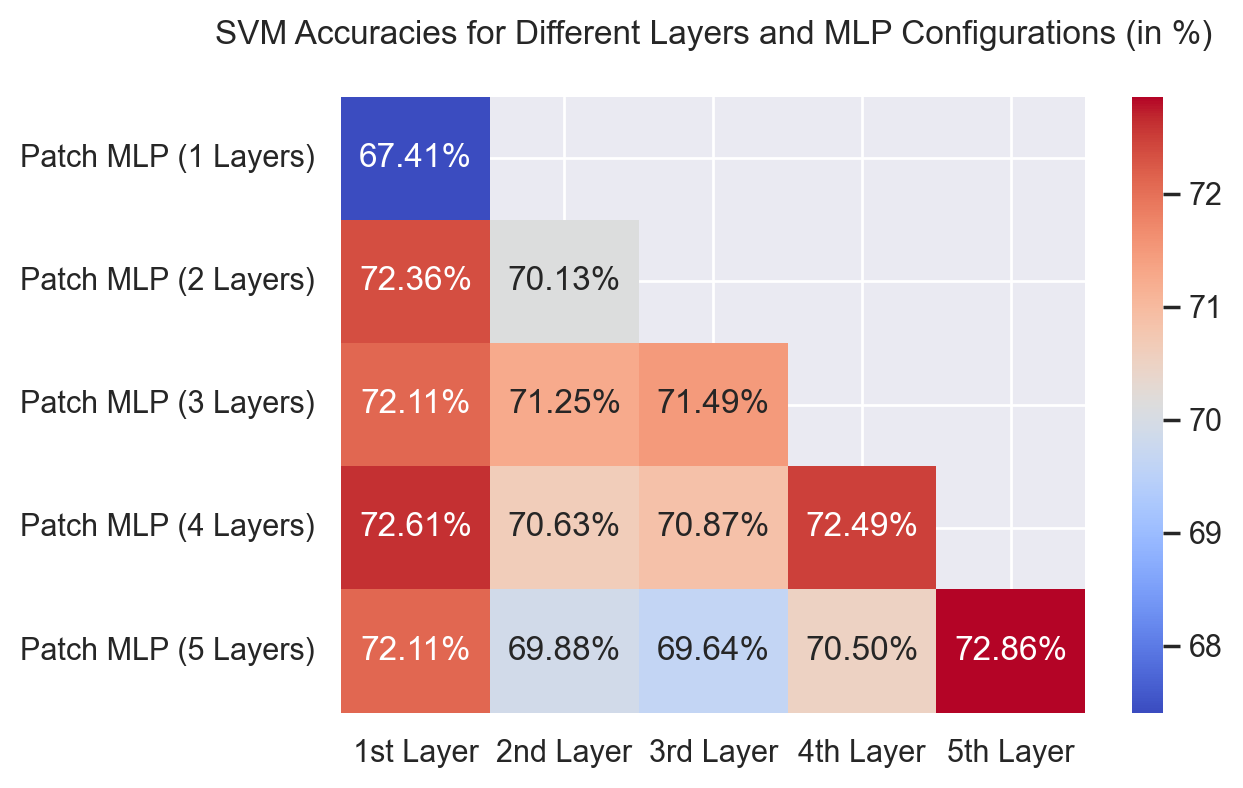 SVM Accuracies for Different Layers and MLP Configurations (in %)
Patch MLP (1 Layers) 67.41%
Patch MLP (2 Layers) 72.36% 70.13%
Patch MLP (3 Layers) 72.11% 71.25% 71.49%
Patch MLP (4 Layers) 72.61% 70.63% 70.87% 72.49%
Patch MLP (5 Layers) 72.11% 69.88% 69.64% 70.50% 72.86%
1st Layer 2nd Layer 3rd Layer 4th Layer 5th Layer
72
71
70
69
68